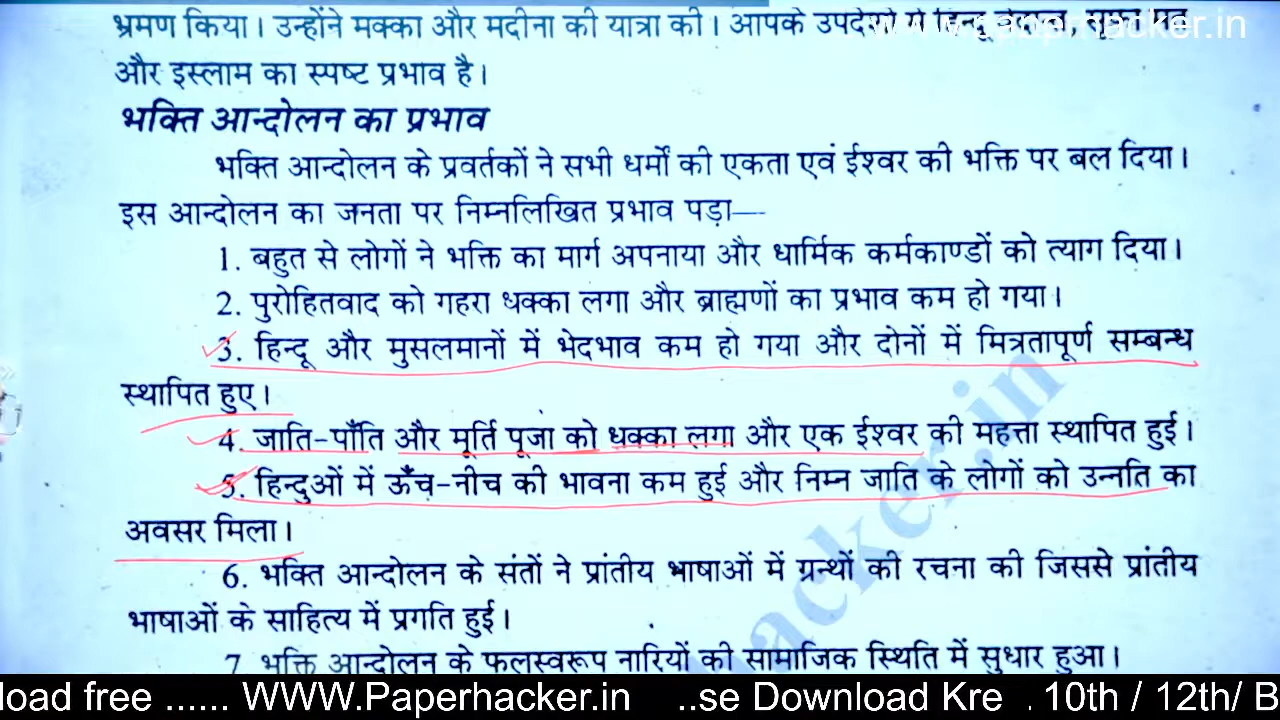 भ्रमण किया। उन्होंने मक्का और मदीना की यात्रा की। आपके उपदेशों में हिन्दू
www.paperhacker.in
और इस्लाम का स्पष्ट प्रभाव है।
भक्ति आन्दोलन का प्रभाव
भक्ति आन्दोलन के प्रवर्तकों ने सभी धर्मों की एकता एवं ईश्वर की भक्ति पर बल दिया।
इस आन्दोलन का जनता पर निम्नलिखित प्रभाव पड़ा—
1. बहुत से लोगों ने भक्ति का मार्ग अपनाया और धार्मिक कर्मकाण्डों को त्याग दिया।
2. पुरोहितवाद को गहरा धक्का लगा और ब्राह्मणों का प्रभाव कम हो गया।
3. हिन्दू और मुसलमानों में भेदभाव कम हो गया और दोनों में मित्रतापूर्ण सम्बन्ध
स्थापित हुए।
4. जाति-पाँति और मूर्ति पूजा को धक्का लगा और एक ईश्वर की महत्ता स्थापित हुई।
5. हिन्दुओं में ऊँच-नीच की भावना कम हुई और निम्न जाति के लोगों को उन्नति का
अवसर मिला।
6. भक्ति आन्दोलन के संतों ने प्रांतीय भाषाओं में ग्रन्थों की रचना की जिससे प्रांतीय
भाषाओं के साहित्य में प्रगति हुई।
7. भक्ति आन्दोलन के फलस्वरूप नारियों की सामाजिक स्थिति में सुधार हुआ।
hacker.in
load free ...... WWW.Paperhacker.in ..se Download Kre . 10th / 12th/ B